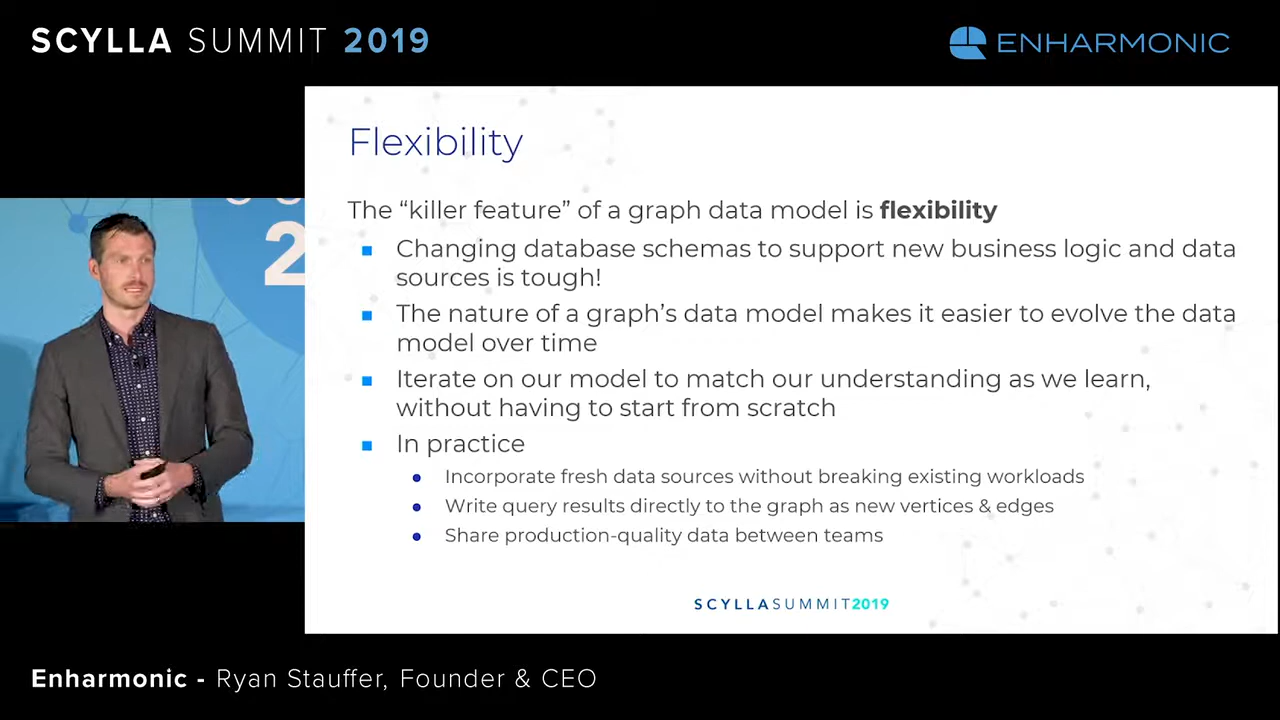 SCYLLA SUMMIT 2019
ENHARMONIC
Flexibility
The “killer feature” of a graph data model is flexibility
Changing database schemas to support new business logic and data
sources is tough!
The nature of a graph’s data model makes it easier to evolve the data
model over time
Iterate on our model to match our understanding as we learn,
without having to start from scratch
In practice
Incorporate fresh data sources without breaking existing workloads
Write query results directly to the graph as new vertices & edges
Share production-quality data between teams
SCYLLASUMMIT2019
2
Enharmonic - Ryan Stauffer, Founder & CEO